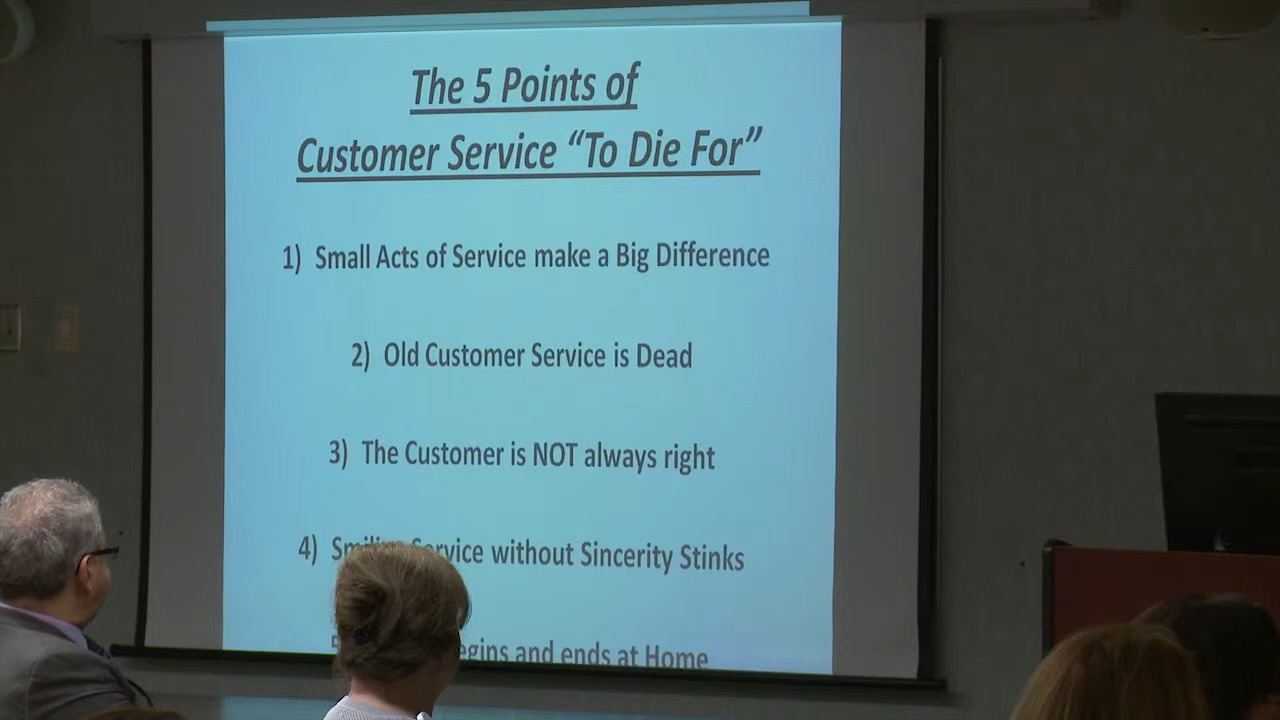 The 5 Points of
Customer Service “To Die For”
1) Small Acts of Service make a Big Difference
2) Old Customer Service is Dead
3) The Customer is NOT always right
4) Service without Sincerity Stinks
and ends at Home